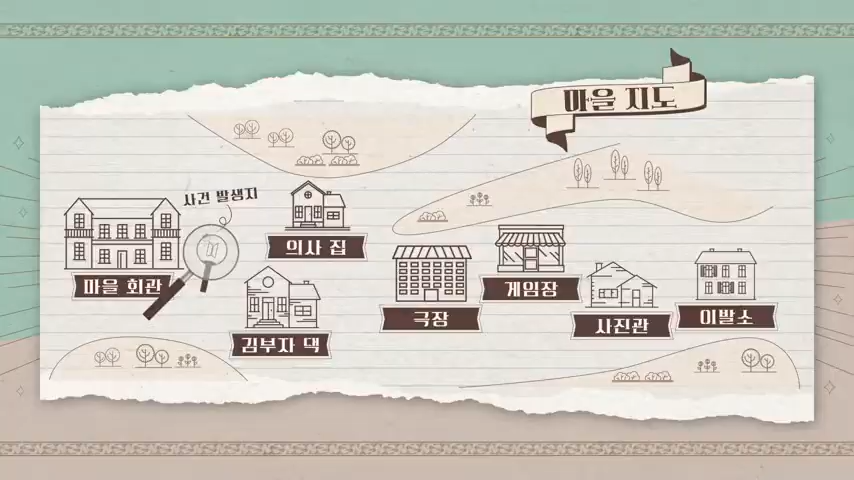 마을 지도
사건 발생지
의사 집
마을 회관
김부자 댁
극장
게임장
사진관
이발소